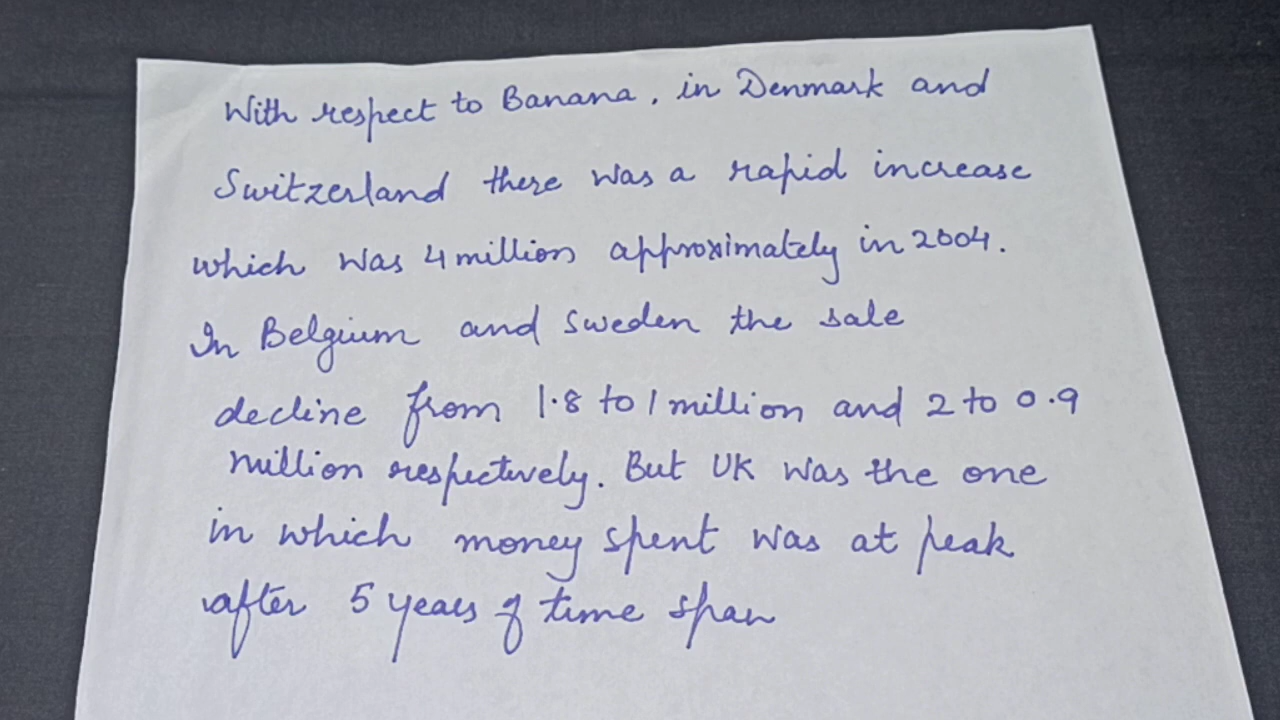 With respect to Banana, in Denmark and
Switzerland there was a rapid increase
which was 4 million approximately in 2004.
In Belgium and Sweden the sale
decline from 1.8 to 1 million and 2 to 0.9
million respectively. But UK was the one
in which money spent was at peak
after 5 years of time span